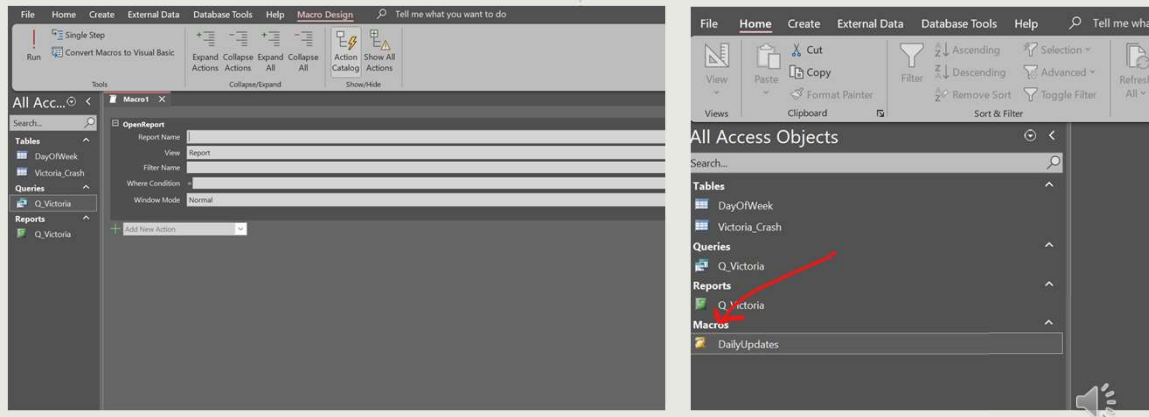 File Home Create External Data Database Tools Help Macro Design Tell me what you want to do
Run
Single Step
Convert Macros to Visual Basic
Tools
Expand Actions
Collapse Actions
Expand All
Collapse All
Collapse/Expand
Action Catalog
Show All Actions
Show/Hide
All Acc...
Search...
Tables
DayOfWeek
Victoria_Crash
Queries
Q_Victoria
Reports
Q_Victoria
Macro1
OpenReport
Report Name
View Report
Filter Name
Where Condition =
Window Mode Normal
Add New Action
File Home Create External Data Database Tools Help Tell me wha
View
Views
Paste
Cut
Copy
Format Painter
Clipboard
Filter
Ascending
Descending
Remove Sort
Selection
Advanced
Toggle Filter
Sort & Filter
Refresh
All
All Access Objects
Search...
Tables
DayOfWeek
Victoria_Crash
Queries
Q_Victoria
Reports
Q_Victoria
Macros
DailyUpdates